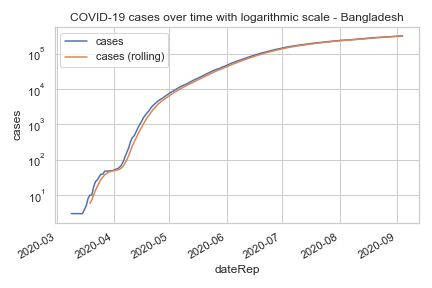 COVID-19 cases over time with logarithmic scale - Bangladesh
cases
cases (rolling)
10^5
10^4
10^3
10^2
10^1
cases
2020-03
2020-04
2020-05
2020-06
2020-07
2020-08
2020-09
dateRep